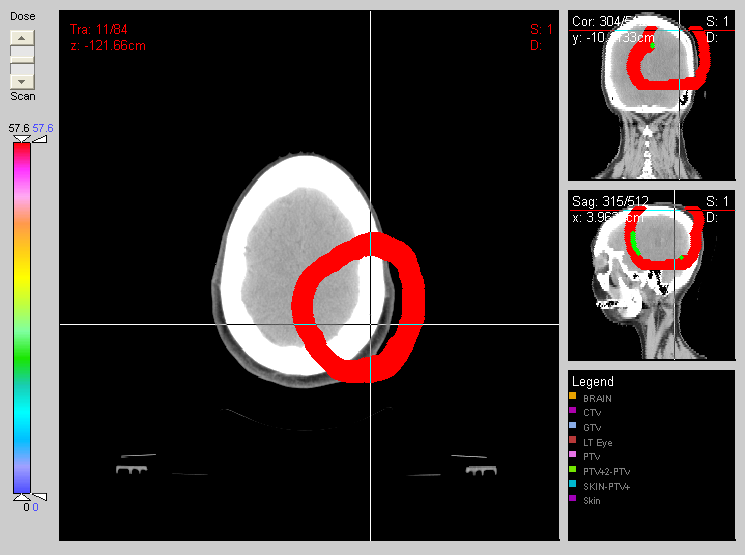 Dose
Scan
57.6 57.6
0 0
Tra: 11/84
z: -121.66cm
S: 1
D:
Cor: 304/512
S: 1
D:
Sag: 315/512
S: 1
D:
Legend
BRAIN
CTV
GTV
LT Eye
PTV
PTV+2-PTV
SKIN-PTV+
Skin